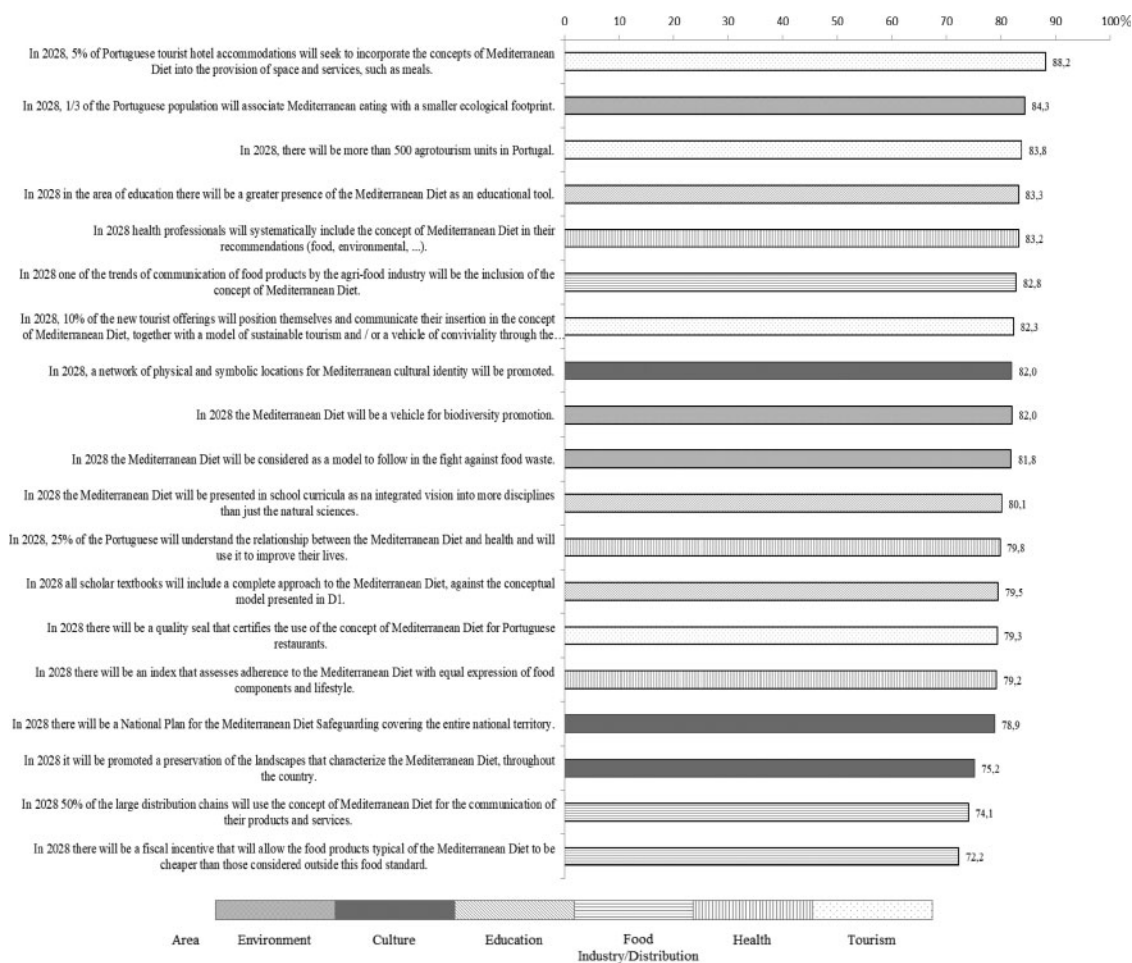 0 10 20 30 40 50 60 70 80 90 100%
In 2028, 5% of Portuguese tourist hotel accommodations will seek to incorporate the concepts of Mediterranean
Diet into the provision of space and services, such as meals.
88,2
In 2028, 1/3 of the Portuguese population will associate Mediterranean eating with a smaller ecological footprint.
84,3
In 2028, there will be more than 500 agrotourism units in Portugal.
83,8
In 2028 in the area of education there will be a greater presence of the Mediterranean Diet as an educational tool.
83,3
In 2028 health professionals will systematically include the concept of Mediterranean Diet in their
recommendations (food, environmental, ...).
83,2
In 2028 one of the trends of communication of food products by the agri-food industry will be the inclusion of the
concept of Mediterranean Diet.
82,8
In 2028, 10% of the new tourist offerings will position themselves and communicate their insertion in the concept
of Mediterranean Diet, together with a model of sustainable tourism and / or a vehicle of conviviality through the…
82,3
In 2028, a network of physical and symbolic locations for Mediterranean cultural identity will be promoted.
82,0
In 2028 the Mediterranean Diet will be a vehicle for biodiversity promotion.
82,0
In 2028 the Mediterranean Diet will be considered as a model to follow in the fight against food waste.
81,8
In 2028 the Mediterranean Diet will be presented in school curricula as na integrated vision into more disciplines
than just the natural sciences.
80,1
In 2028, 25% of the Portuguese will understand the relationship between the Mediterranean Diet and health and will
use it to improve their lives.
79,8
In 2028 all scholar textbooks will include a complete approach to the Mediterranean Diet, against the conceptual
model presented in D1.
79,5
In 2028 there will be a quality seal that certifies the use of the concept of Mediterranean Diet for Portuguese
restaurants.
79,3
In 2028 there will be an index that assesses adherence to the Mediterranean Diet with equal expression of food
components and lifestyle.
79,2
In 2028 there will be a National Plan for the Mediterranean Diet Safeguarding covering the entire national territory.
78,9
In 2028 it will be promoted a preservation of the landscapes that characterize the Mediterranean Diet, throughout
the country.
75,2
In 2028 50% of the large distribution chains will use the concept of Mediterranean Diet for the communication of
their products and services.
74,1
In 2028 there will be a fiscal incentive that will allow the food products typical of the Mediterranean Diet to be
cheaper than those considered outside this food standard.
72,2
Area Environment Culture Education Food Health Tourism
Industry/Distribution